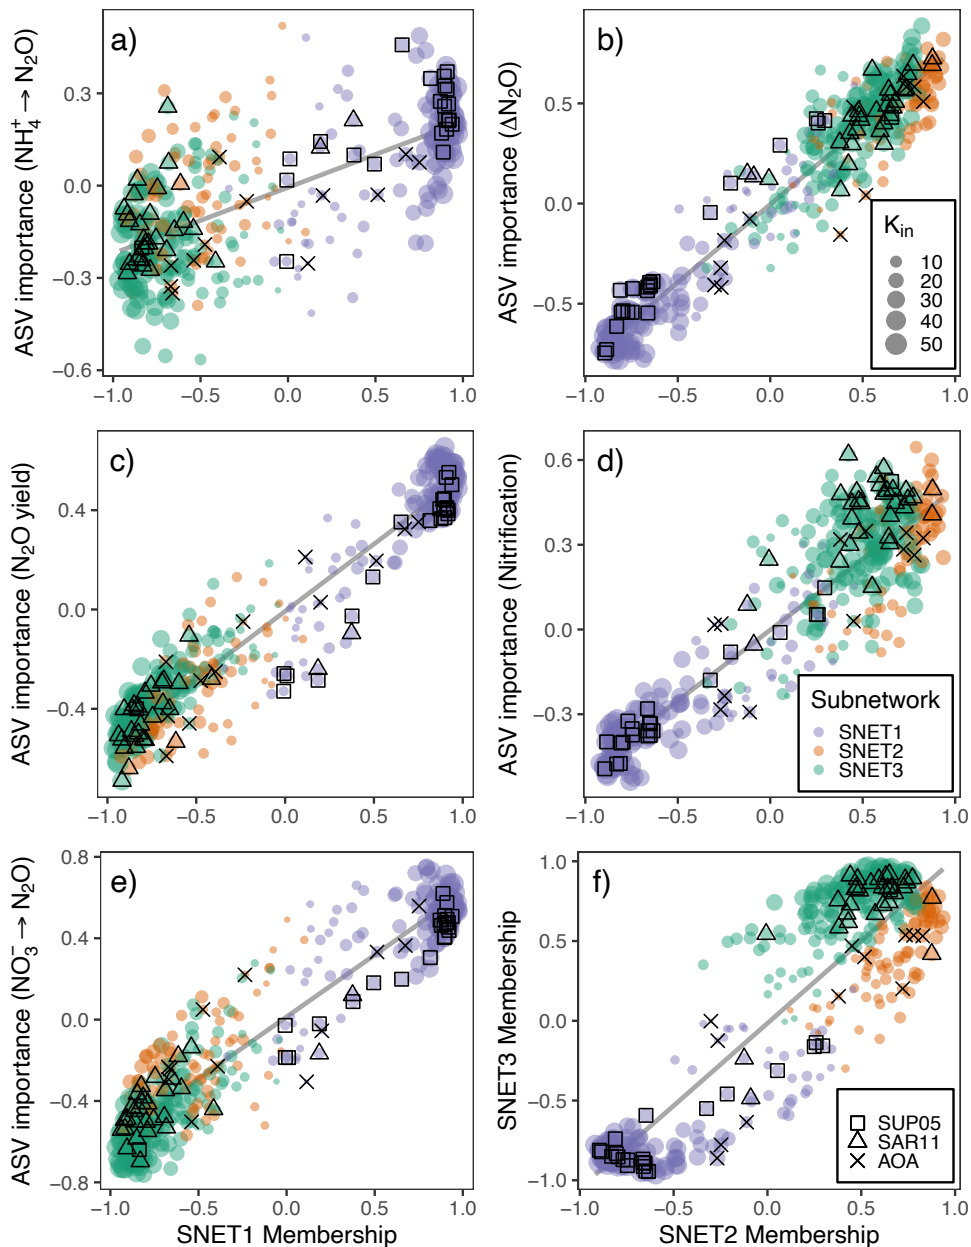 a)
ASV importance (NH₄⁺ → N₂O)
0.3
0.0
−0.3
−0.6
−1.0 −0.5 0.0 0.5 1.0
b)
ASV importance (ΔN₂O)
0.5
0.0
−0.5
−1.0 −0.5 0.0 0.5 1.0
Kin
10
20
30
40
50
c)
ASV importance (N₂O yield)
0.4
0.0
−0.4
−1.0 −0.5 0.0 0.5 1.0
d)
ASV importance (Nitrification)
0.6
0.3
0.0
−0.3
−1.0 −0.5 0.0 0.5 1.0
Subnetwork
SNET1
SNET2
SNET3
e)
ASV importance (NO₃⁻ → N₂O)
0.8
0.4
0.0
−0.4
−0.8
−1.0 −0.5 0.0 0.5 1.0
SNET1 Membership
f)
SNET3 Membership
1.0
0.5
0.0
−0.5
−1.0
−1.0 −0.5 0.0 0.5 1.0
SNET2 Membership
SUP05
SAR11
AOA